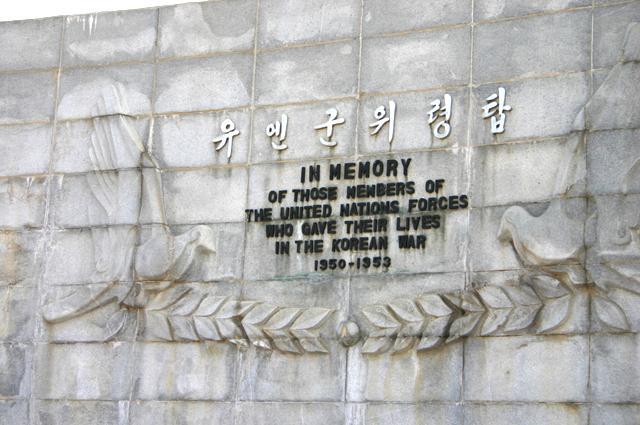 유엔군위령탑
IN MEMORY
OF THOSE MEMBERS OF
THE UNITED NATIONS FORCES
WHO GAVE THEIR LIVES
IN THE KOREAN WAR
1950-1953